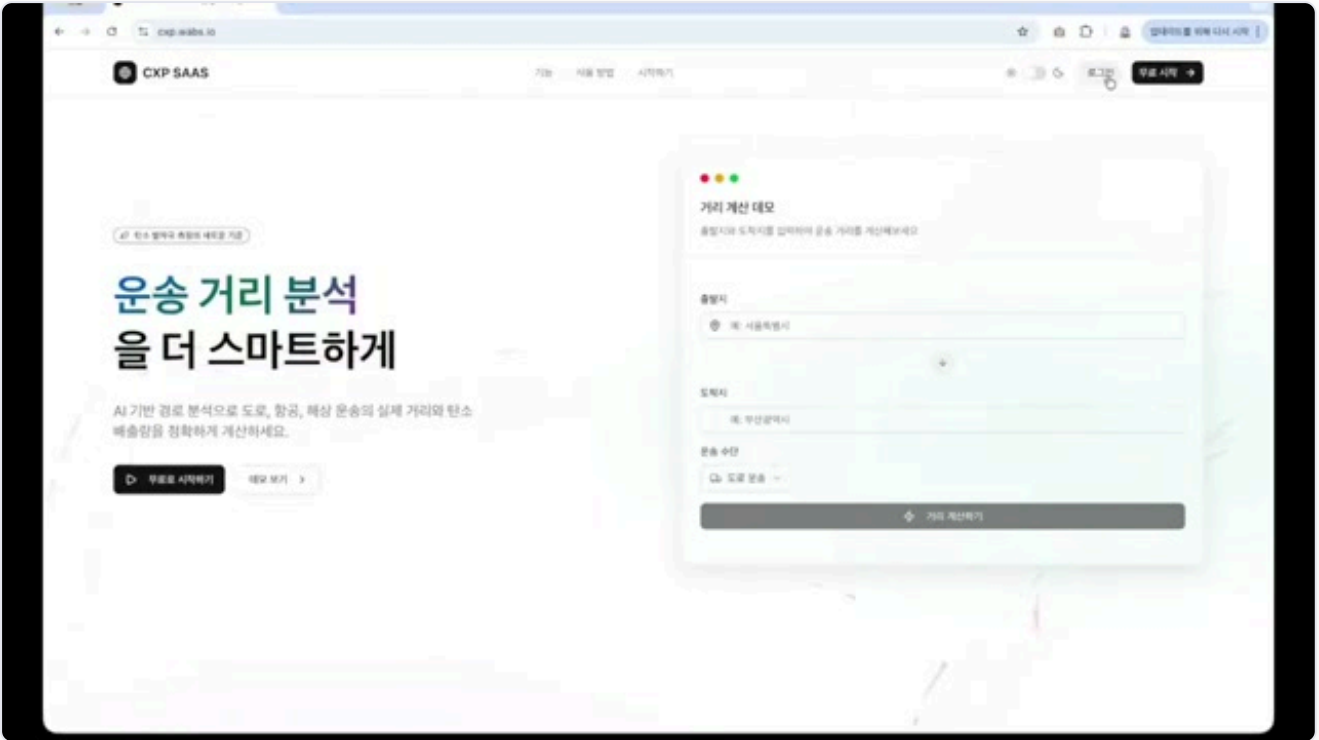 cxp.wabs.io
CXP SAAS
기능
사용 방법
시작하기
로그인
무료 시작
운송 거리 분석
을 더 스마트하게
AI 기반 경로 분석으로 도로, 항공, 해상 운송의 실제 거리와 탄소
배출량을 정확하게 계산하세요.
무료로 시작하기
데모 보기
거리 계산 데모
출발지와 도착지를 입력하여 운송 거리를 계산해보세요
출발지
예: 서울특별시
도착지
예: 부산광역시
운송 수단
도로 운송
거리 계산하기